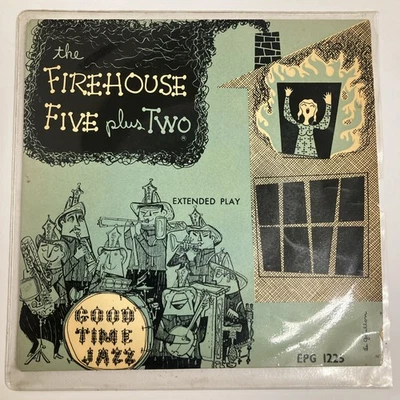 the
FIREHOUSE
FIVE plus TWO
EXTENDED PLAY
GOOD
TIME
JAZZ
EPG 1225